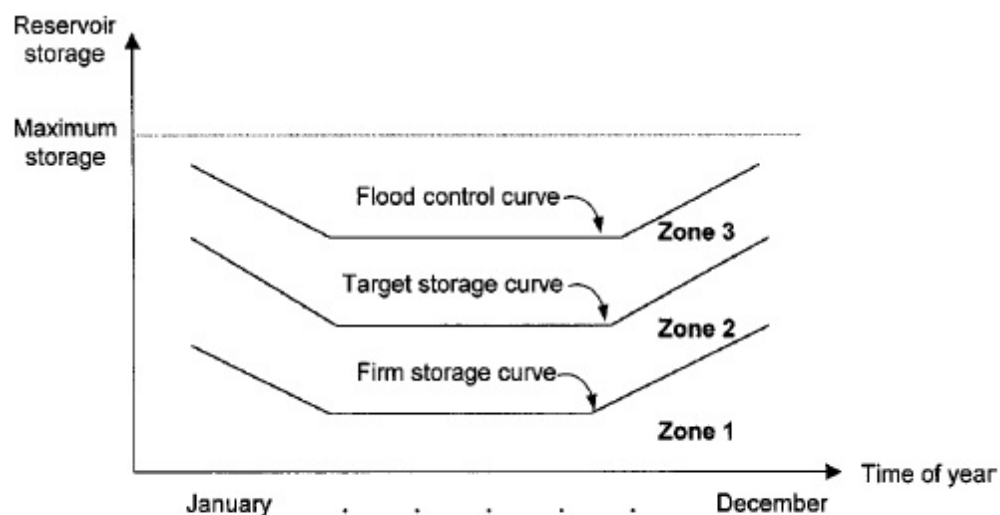 Reservoir
storage
Maximum
storage
Flood control curve
Zone 3
Target storage curve
Zone 2
Firm storage curve
Zone 1
Time of year
January . . . . . December